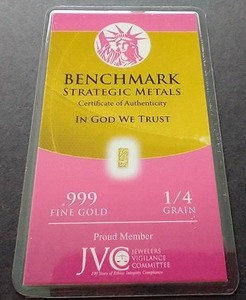 BENCHMARK
STRATEGIC METALS
Certificate of Authenticity
IN GOD WE TRUST
.999
FINE GOLD
1/4
GRAIN
Proud Member
JVC
JEWELERS
VIGILANCE
COMMITTEE